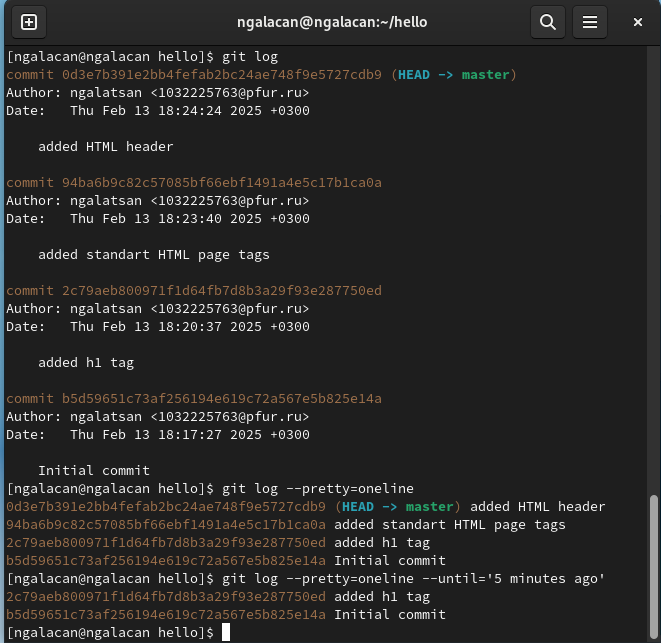 ngalacan@ngalacan:~/hello
[ngalacan@ngalacan hello]$ git log
commit 0d3e7b391e2bb4fefab2bc24ae748f9e5727cdb9 (HEAD -> master)
Author: ngalatsan <1032225763@pfur.ru>
Date:   Thu Feb 13 18:24:24 2025 +0300
    added HTML header
commit 94ba6b9c82c57085bf66ebf1491a4e5c17b1ca0a
Author: ngalatsan <1032225763@pfur.ru>
Date:   Thu Feb 13 18:23:40 2025 +0300
    added standart HTML page tags
commit 2c79aeb800971f1d64fb7d8b3a29f93e287750ed
Author: ngalatsan <1032225763@pfur.ru>
Date:   Thu Feb 13 18:20:37 2025 +0300
    added h1 tag
commit b5d59651c73af256194e619c72a567e5b825e14a
Author: ngalatsan <1032225763@pfur.ru>
Date:   Thu Feb 13 18:17:27 2025 +0300
    Initial commit
[ngalacan@ngalacan hello]$ git log --pretty=oneline
0d3e7b391e2bb4fefab2bc24ae748f9e5727cdb9 (HEAD -> master) added HTML header
94ba6b9c82c57085bf66ebf1491a4e5c17b1ca0a added standart HTML page tags
2c79aeb800971f1d64fb7d8b3a29f93e287750ed added h1 tag
b5d59651c73af256194e619c72a567e5b825e14a Initial commit
[ngalacan@ngalacan hello]$ git log --pretty=oneline --until='5 minutes ago'
2c79aeb800971f1d64fb7d8b3a29f93e287750ed added h1 tag
b5d59651c73af256194e619c72a567e5b825e14a Initial commit
[ngalacan@ngalacan hello]$